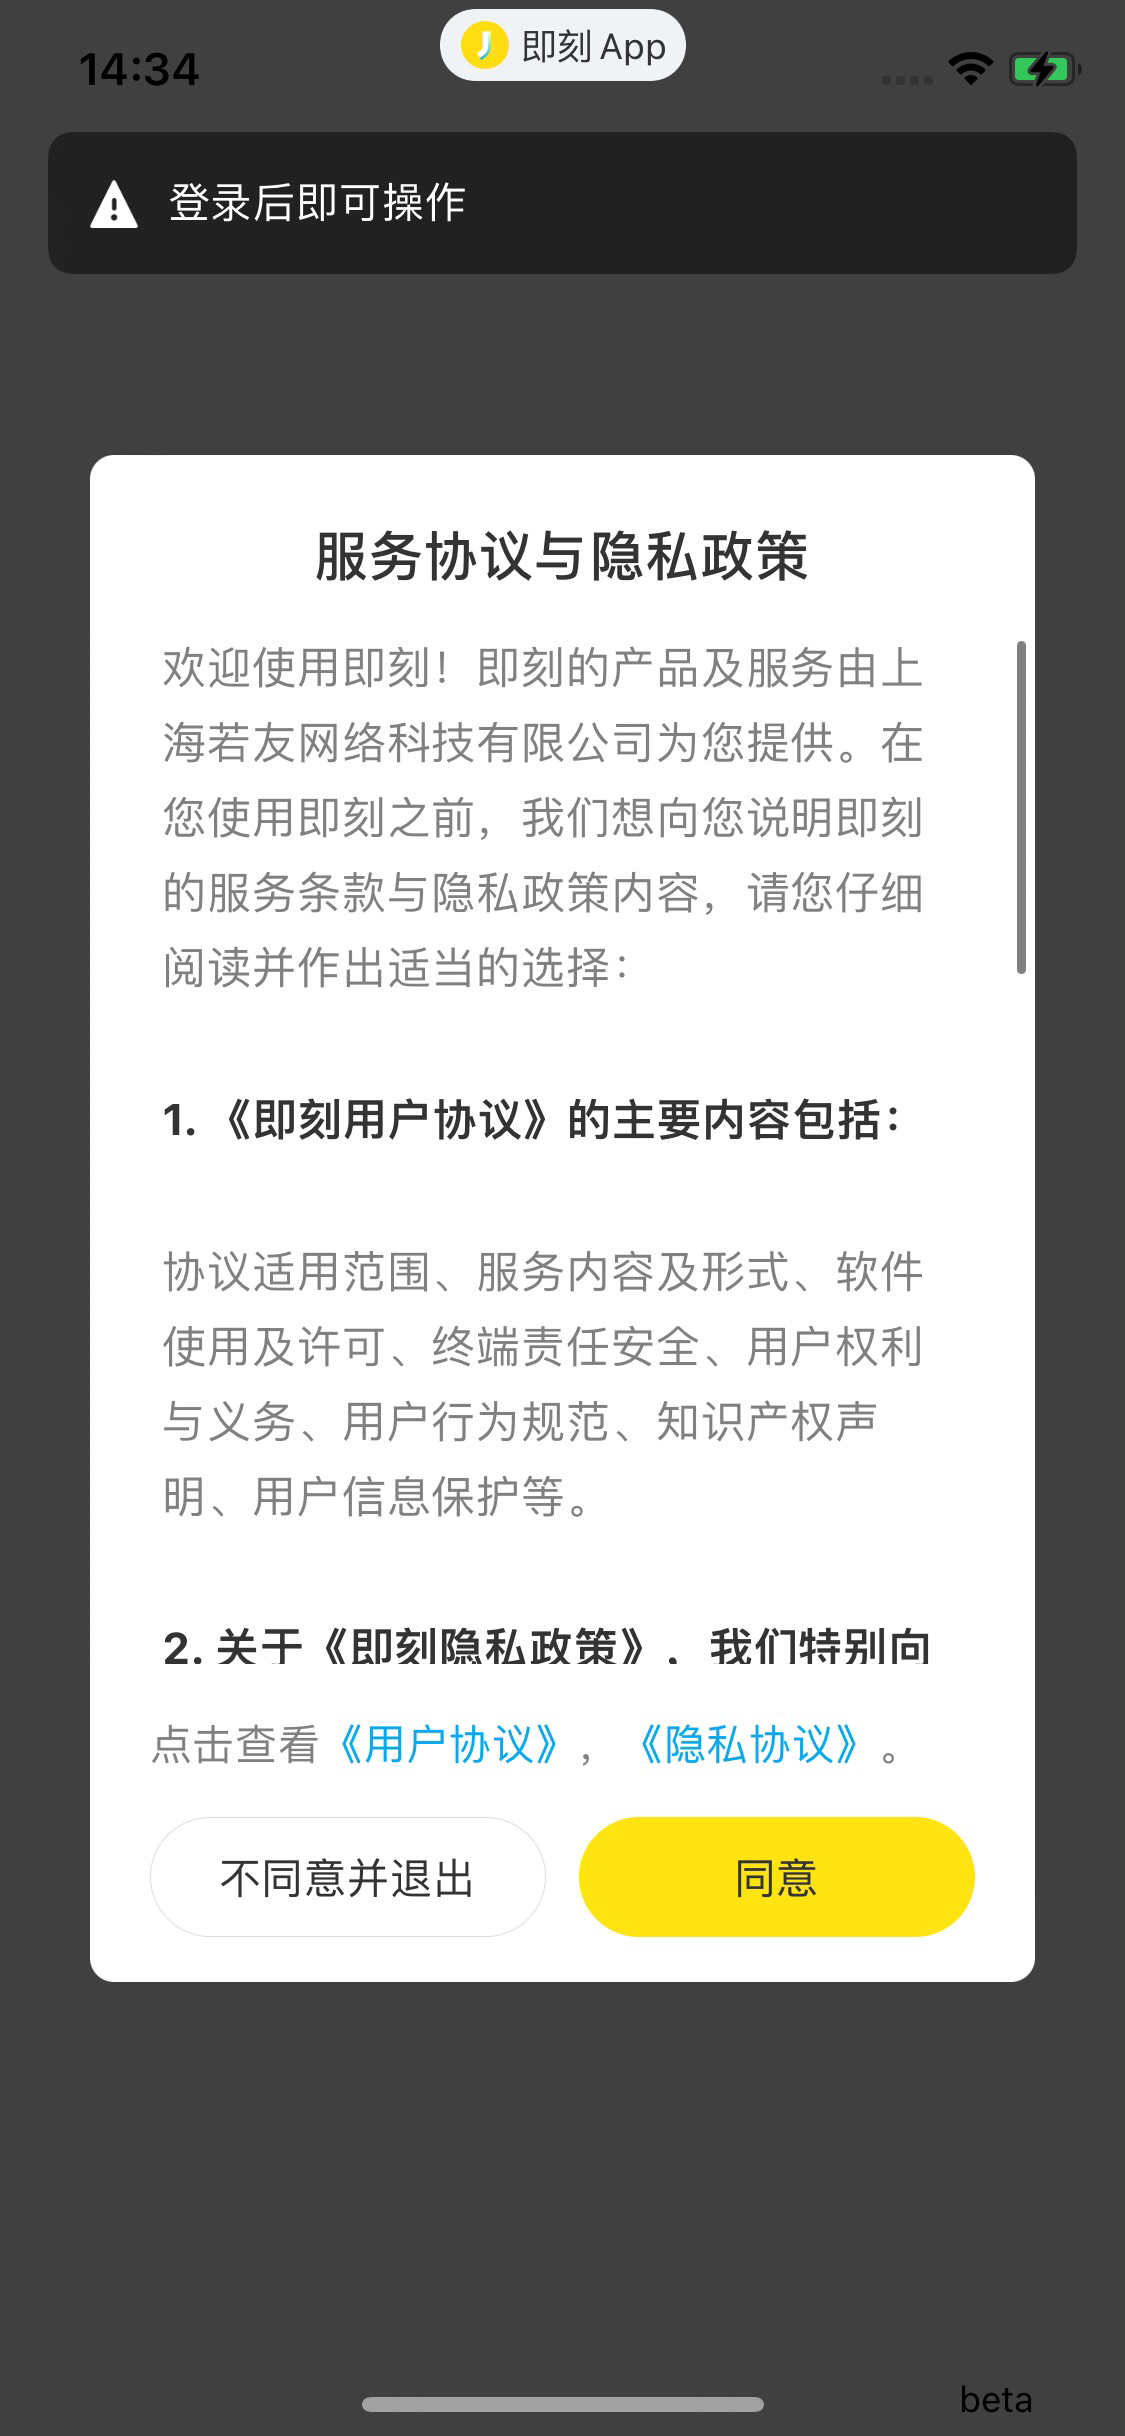 14:34
即刻 App
登录后即可操作
服务协议与隐私政策
欢迎使用即刻！即刻的产品及服务由上
海若友网络科技有限公司为您提供。在
您使用即刻之前，我们想向您说明即刻
的服务条款与隐私政策内容，请您仔细
阅读并作出适当的选择：
1. 《即刻用户协议》的主要内容包括：
协议适用范围、服务内容及形式、软件
使用及许可、终端责任安全、用户权利
与义务、用户行为规范、知识产权声
明、用户信息保护等。
2. 关于《即刻隐私政策》，我们特别向
点击查看《用户协议》，《隐私协议》。
不同意并退出
同意
beta